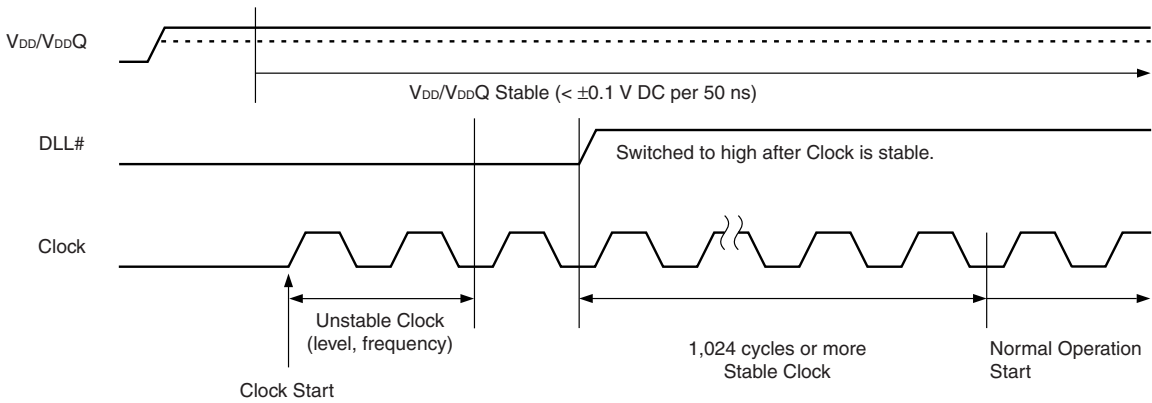 VDD/VDDQ
VDD/VDDQ Stable (< ±0.1 V DC per 50 ns)
DLL#
Switched to high after Clock is stable.
Clock
Unstable Clock
(level, frequency)
1,024 cycles or more
Stable Clock
Normal Operation
Start
Clock Start